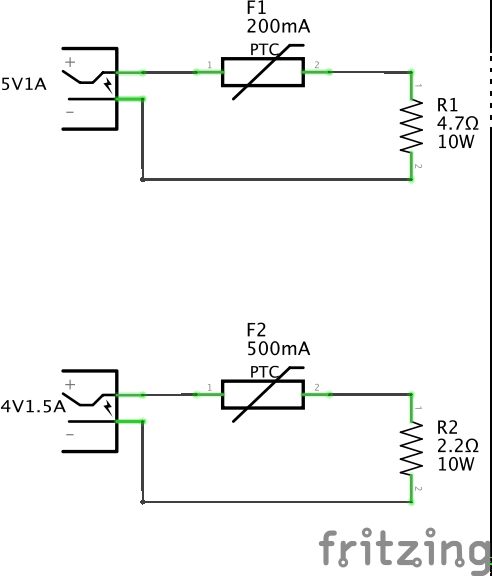 F1
200mA
PTC
+
1
2
5V1A
1
R1
4.7Ω
10W
−
2
F2
500mA
PTC
+
1
2
4V1.5A
1
R2
2.2Ω
10W
−
2
fritzing